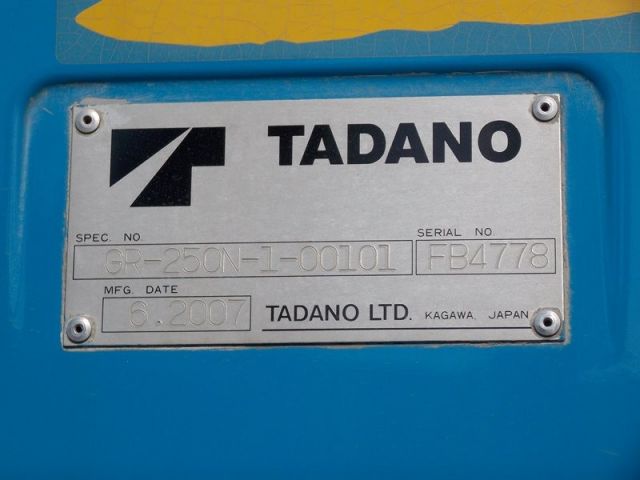 TADANO
SPEC. NO. SERIAL NO.
GR-250N-1-00101 FB4778
MFG. DATE
6.2007 TADANO LTD. KAGAWA, JAPAN